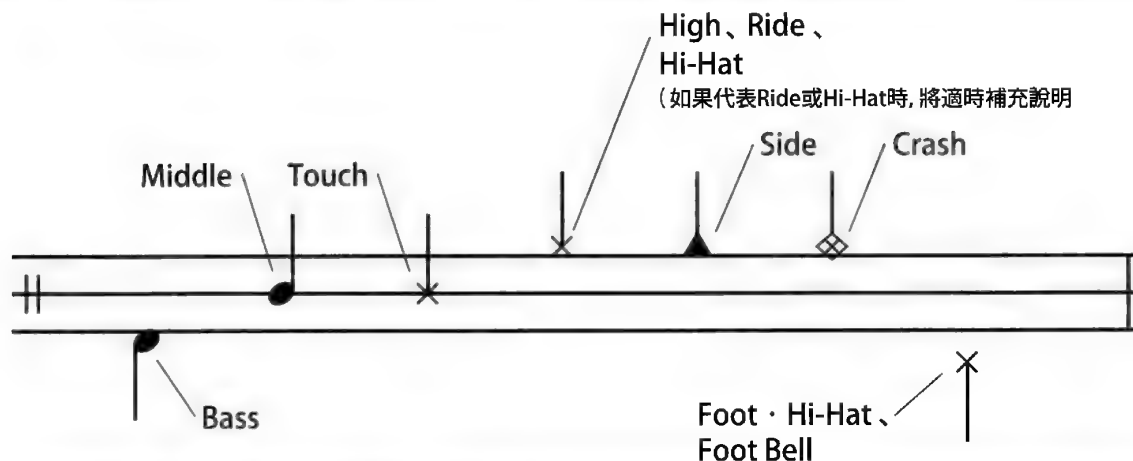 High、Ride、
Hi-Hat
(如果代表Ride或Hi-Hat時, 將適時補充說明
Side
Crash
Middle
Touch
Bass
Foot · Hi-Hat、
Foot Bell